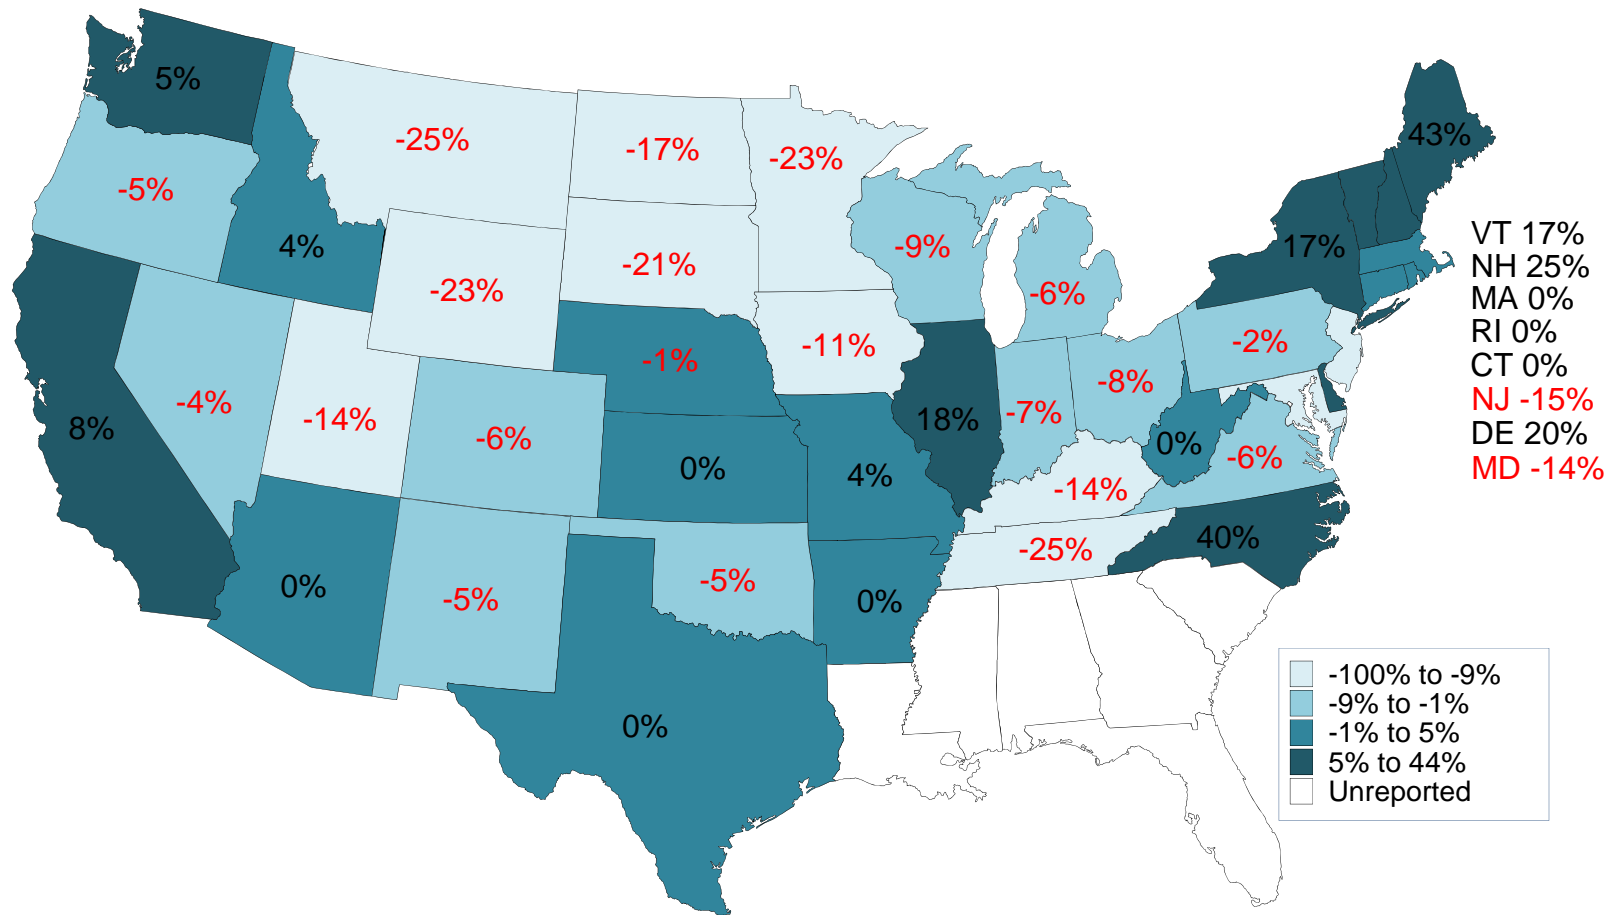 5%
43%
-25%
-17%
-23%
-5%
4%
-9%
17%
VT 17%
NH 25%
MA 0%
RI 0%
CT 0%
NJ -15%
DE 20%
MD -14%
-21%
-23%
-6%
-11%
-2%
-1%
-8%
-4%
-14%
-7%
18%
8%
-6%
0%
-6%
0%
4%
-14%
40%
-25%
0%
-5%
-5%
0%
0%
-100% to -9%
-9% to -1%
-1% to 5%
5% to 44%
Unreported